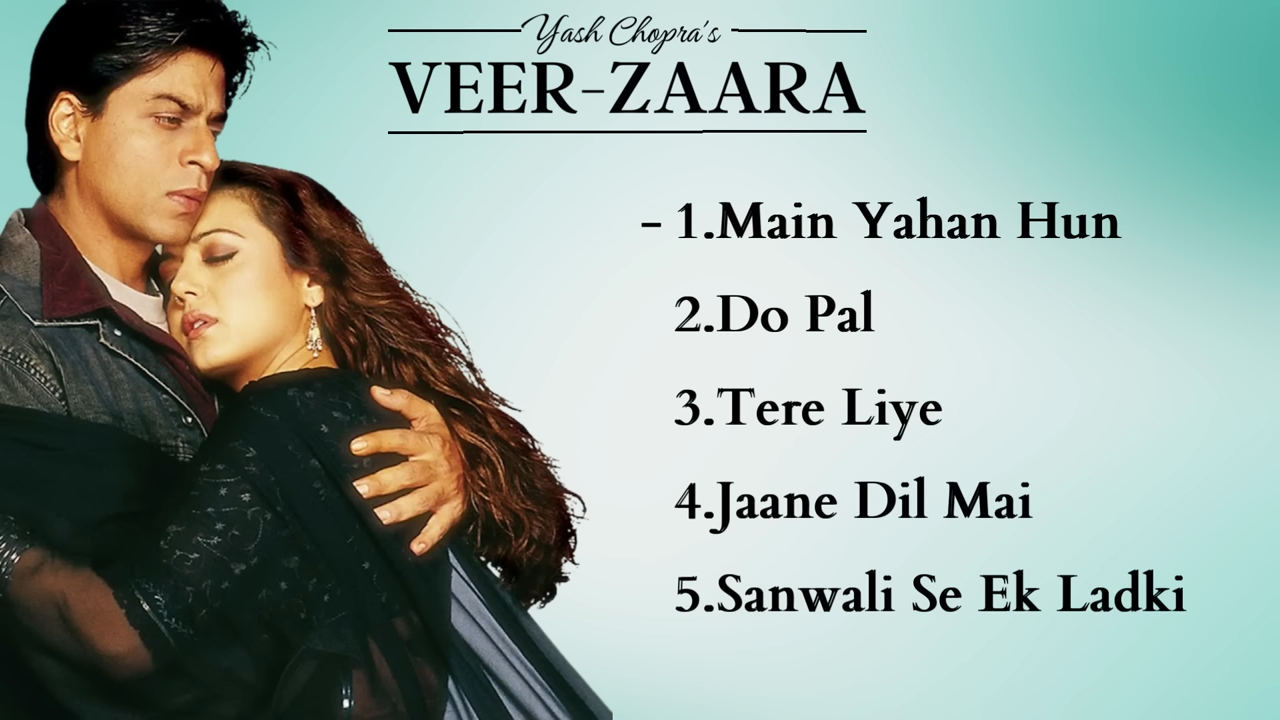 Yash Chopra's
VEER-ZAARA
- 1.Main Yahan Hun
2.Do Pal
3.Tere Liye
4.Jaane Dil Mai
5.Sanwali Se Ek Ladki